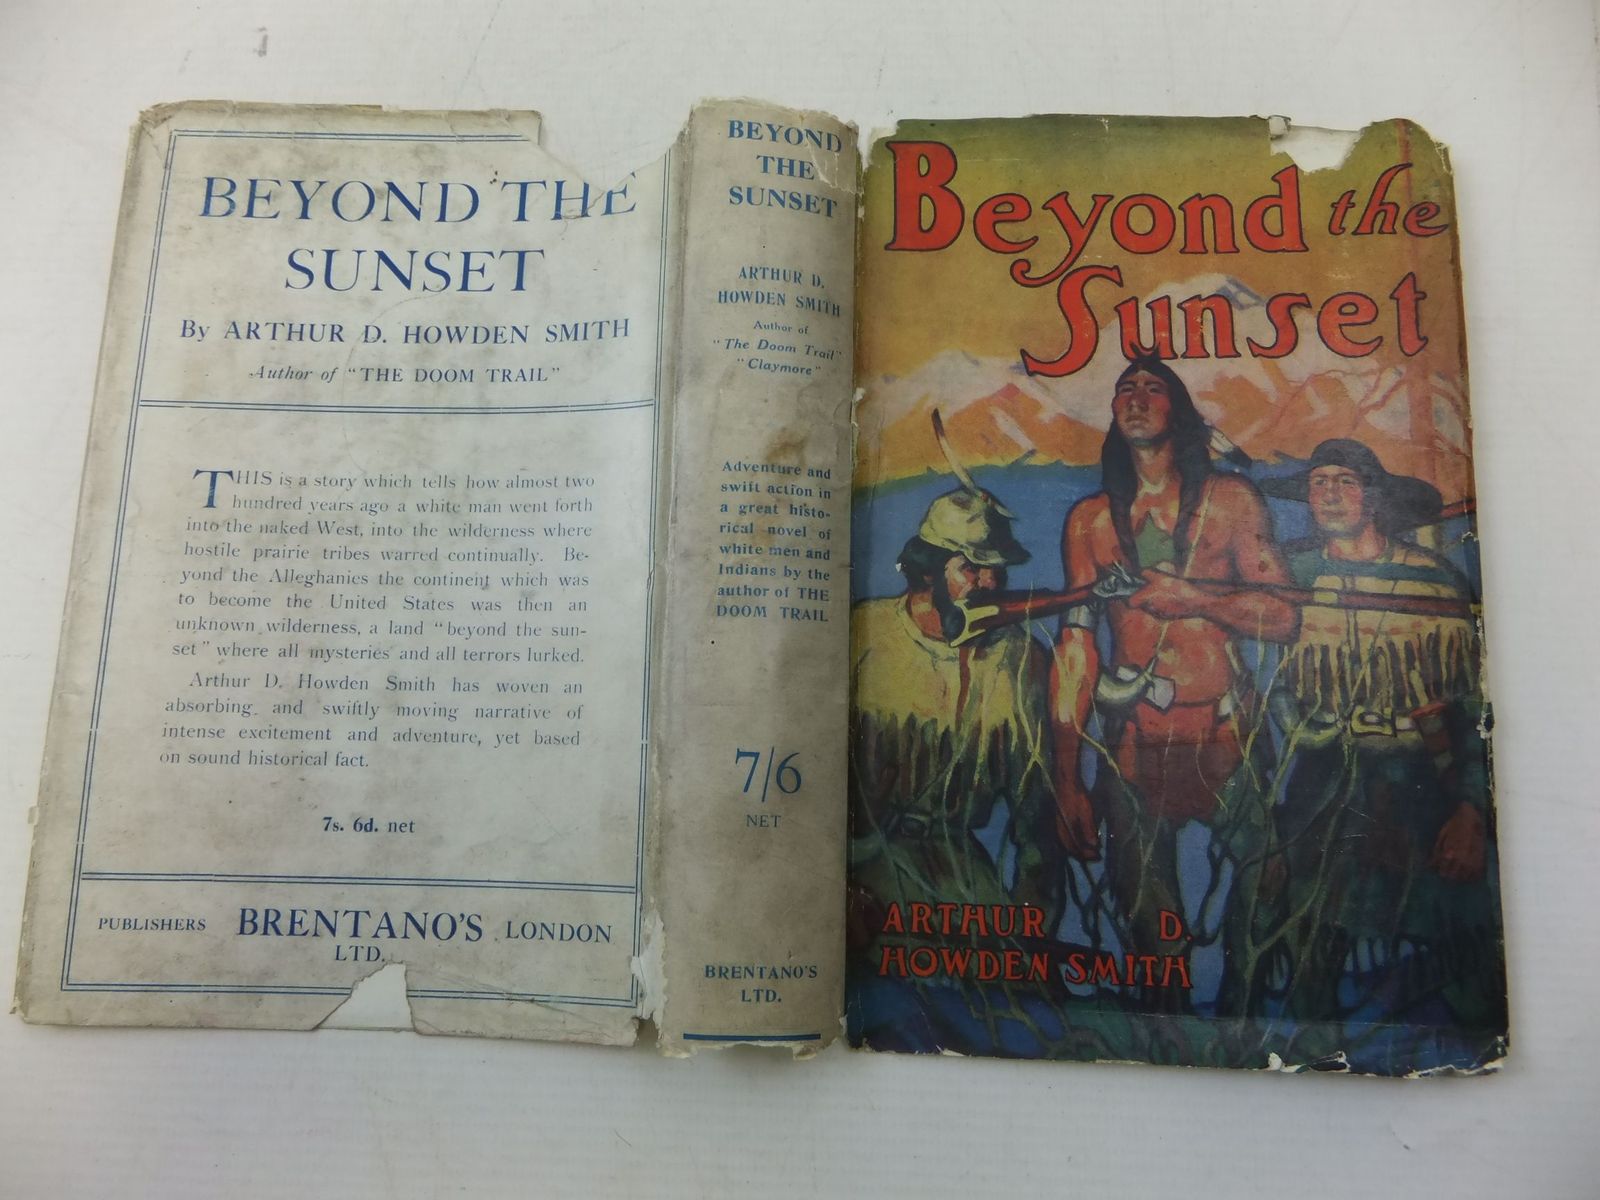 BEYOND THE
SUNSET
By ARTHUR D. HOWDEN SMITH
Author of "THE DOOM TRAIL"
THIS is a story which tells how almost two
hundred years ago a white man went forth
into the naked West, into the wilderness where
hostile prairie tribes warred continually. Be-
yond the Alleghanies the continent which was
to become the United States was then an
unknown wilderness, a land "beyond the sun-
set" where all mysteries and all terrors lurked.
Arthur D. Howden Smith has woven an
absorbing and swiftly moving narrative of
intense excitement and adventure, yet based
on sound historical fact.
7s. 6d. net
PUBLISHERS BRENTANO'S LONDON
LTD.
BEYOND
THE
SUNSET
ARTHUR D.
HOWDEN SMITH
Author of
"The Doom Trail"
"Claymore"
Adventure and
swift action in
a great histo-
rical novel of
white men and
Indians by the
author of THE
DOOM TRAIL
7/6
NET
BRENTANO'S
LTD.
Beyond the
Sunset
ARTHUR D.
HOWDEN SMITH